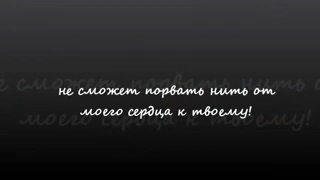 не сможет порвать нить от
моего сердца к твоему!